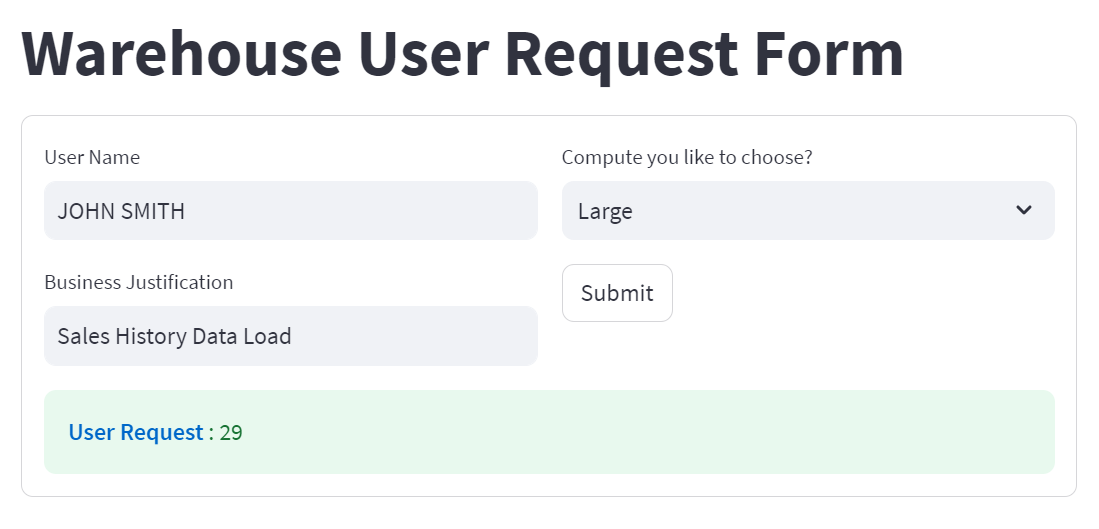 Warehouse User Request Form
User Name
JOHN SMITH
Compute you like to choose?
Large
Business Justification
Sales History Data Load
Submit
User Request : 29